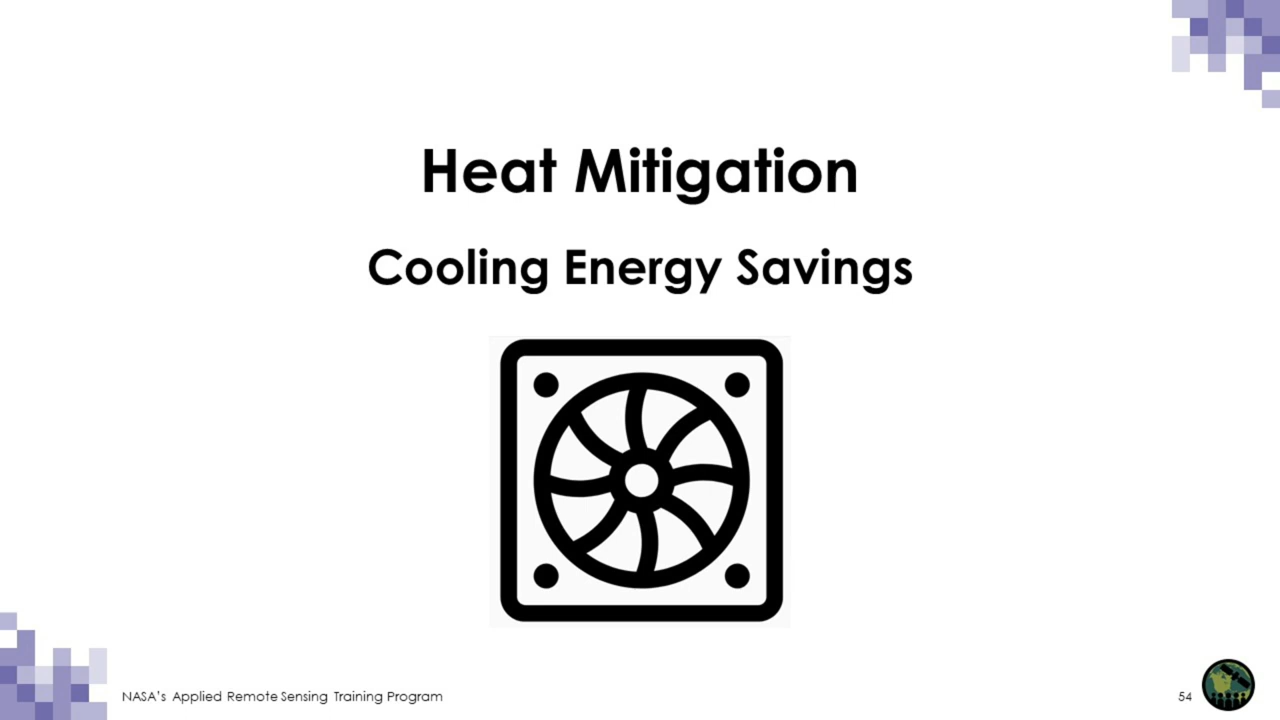 Heat Mitigation
Cooling Energy Savings
NASA's Applied Remote Sensing Training Program
54